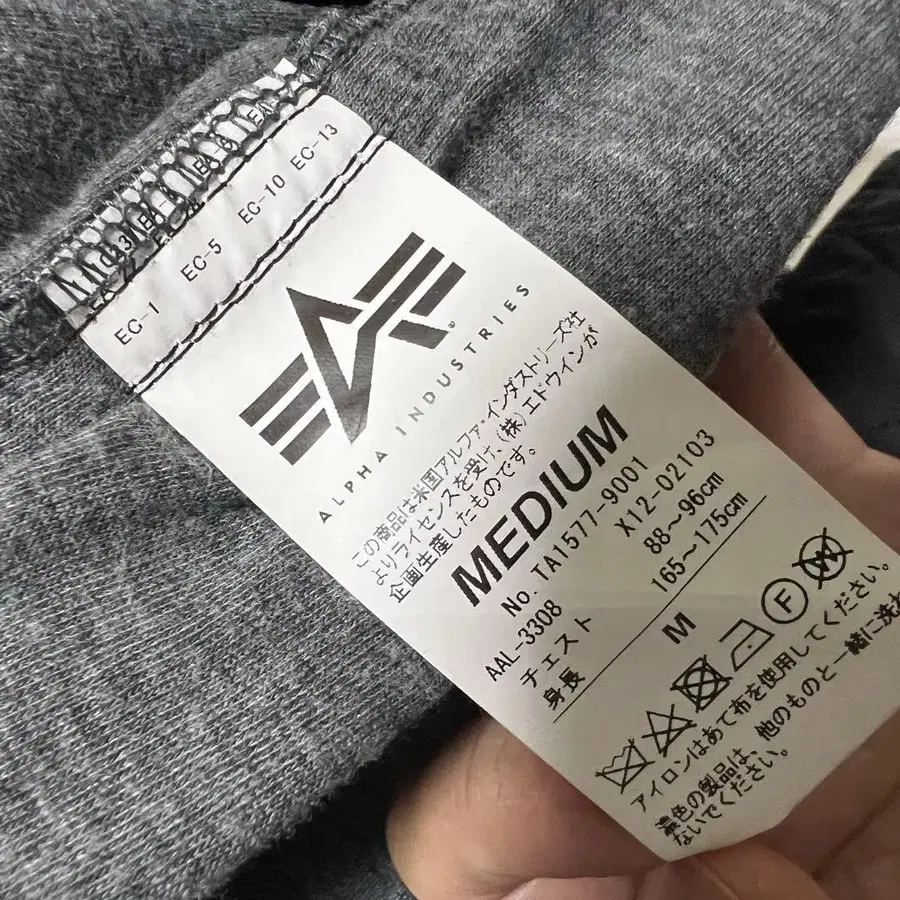 EC-1 EC-5 EC-10 EC-13
ALPHA INDUSTRIES
この商品は米国アルファ・インダストリーズ社
よりライセンスを受け、(株)エドウインが
企画生産したものです。
MEDIUM
No. TA1577-9001
AAL-3308 X12-02103
チェスト 88～96cm
身長 165～175cm
M
F
W
アイロンはあて布を使用してください。
濃色の製品は、他のものと一緒に洗わ
ないでください。